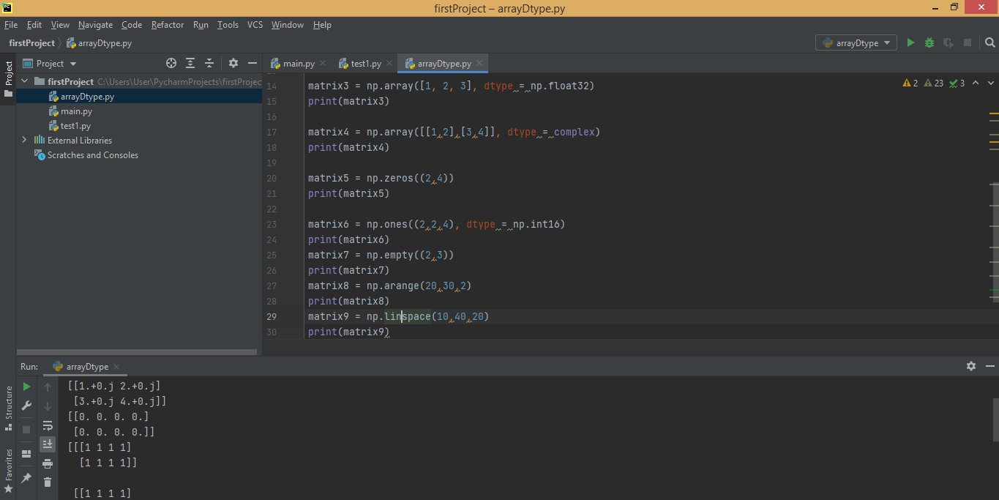 firstProject – arrayDtype.py
File Edit View Navigate Code Refactor Run Tools VCS Window Help
firstProject arrayDtype.py
arrayDtype
Project
Project
main.py test1.py arrayDtype.py
firstProject C:\Users\User\PycharmProjects\firstProjec
arrayDtype.py
main.py
test1.py
External Libraries
Scratches and Consoles
2 23 3
14 matrix3 = np.array([1, 2, 3], dtype = np.float32)
15 print(matrix3)
16
17 matrix4 = np.array([[1,2],[3,4]], dtype = complex)
18 print(matrix4)
19
20 matrix5 = np.zeros((2,4))
21 print(matrix5)
22
23 matrix6 = np.ones((2,2,4), dtype = np.int16)
24 print(matrix6)
25 matrix7 = np.empty((2,3))
26 print(matrix7)
27 matrix8 = np.arange(20,30,2)
28 print(matrix8)
29 matrix9 = np.linspace(10,40,20)
30 print(matrix9)
Run: arrayDtype
Structure
Favorites
[[1.+0.j 2.+0.j]
[3.+0.j 4.+0.j]]
[[0. 0. 0. 0.]
[0. 0. 0. 0.]]
[[[1 1 1 1]
[1 1 1 1]]
[[1 1 1 1]